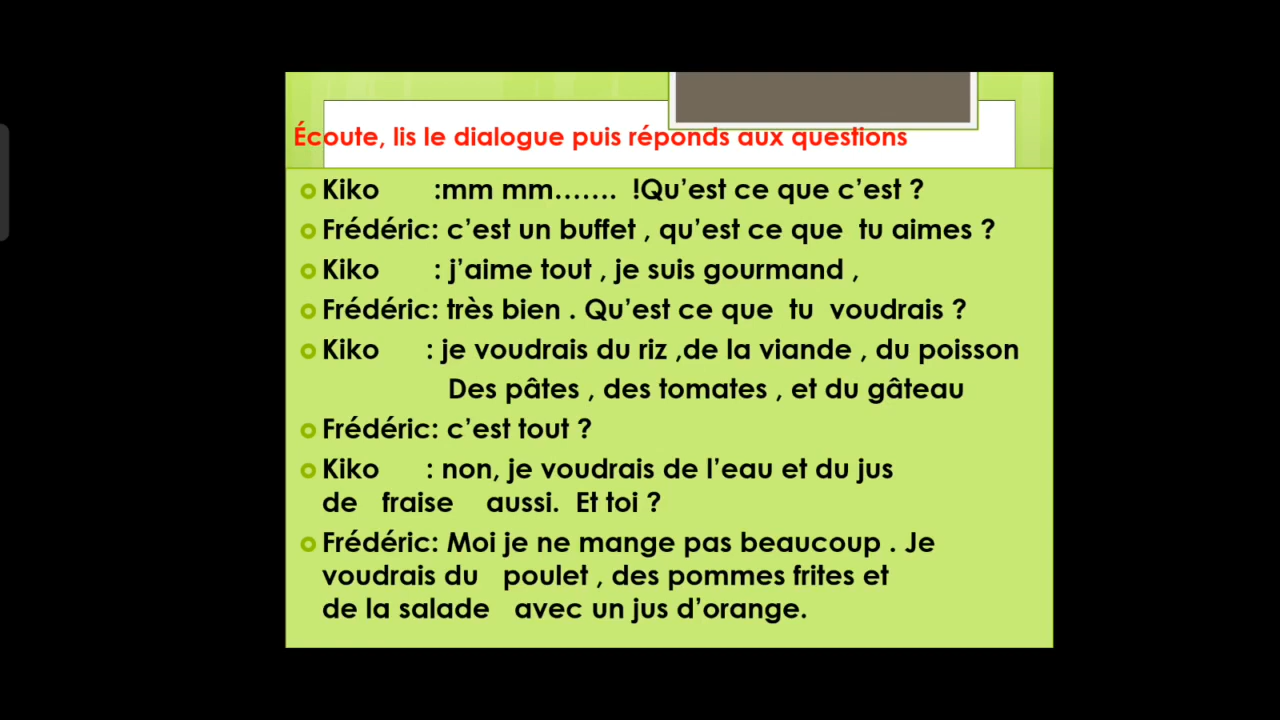 Écoute, lis le dialogue puis réponds aux questions
Kiko :mm mm....... !Qu'est ce que c'est ?
Frédéric: c'est un buffet , qu'est ce que tu aimes ?
Kiko : j'aime tout , je suis gourmand ,
Frédéric: très bien . Qu'est ce que tu voudrais ?
Kiko : je voudrais du riz ,de la viande , du poisson
Des pâtes , des tomates , et du gâteau
Frédéric: c'est tout ?
Kiko : non, je voudrais de l'eau et du jus
de fraise aussi. Et toi ?
Frédéric: Moi je ne mange pas beaucoup . Je
voudrais du poulet , des pommes frites et
de la salade avec un jus d'orange.